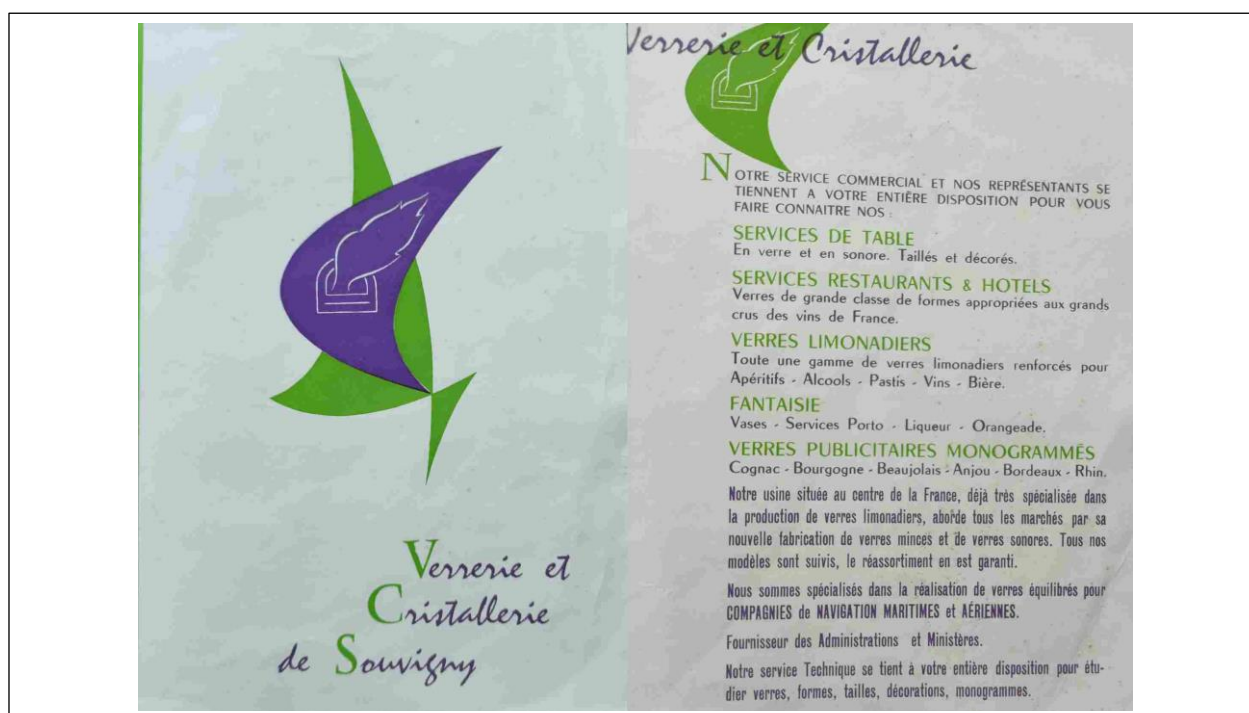 Verrerie et
Cristallerie
de Souvigny
Verrerie et Cristallerie
NOTRE SERVICE COMMERCIAL ET NOS REPRÉSENTANTS SE
TIENNENT A VOTRE ENTIÈRE DISPOSITION POUR VOUS
FAIRE CONNAITRE NOS :
SERVICES DE TABLE
En verre et en sonore. Taillés et décorés.
SERVICES RESTAURANTS & HOTELS
Verres de grande classe de formes appropriées aux grands
crus des vins de France.
VERRES LIMONADIERS
Toute une gamme de verres limonadiers renforcés pour
Apéritifs - Alcools - Pastis - Vins - Bière.
FANTAISIE
Vases - Services Porto - Liqueur - Orangeade.
VERRES PUBLICITAIRES MONOGRAMMÉS
Cognac - Bourgogne - Beaujolais - Anjou - Bordeaux - Rhin.
Notre usine située au centre de la France, déjà très spécialisée dans
la production de verres limonadiers, aborde tous les marchés par sa
nouvelle fabrication de verres minces et de verres sonores. Tous nos
modèles sont suivis, le réassortiment en est garanti.
Nous sommes spécialisés dans la réalisation de verres équilibrés pour
COMPAGNIES de NAVIGATION MARITIMES et AÉRIENNES.
Fournisseur des Administrations et Ministères.
Notre service Technique se tient à votre entière disposition pour étu-
dier verres, formes, tailles, décorations, monogrammes.